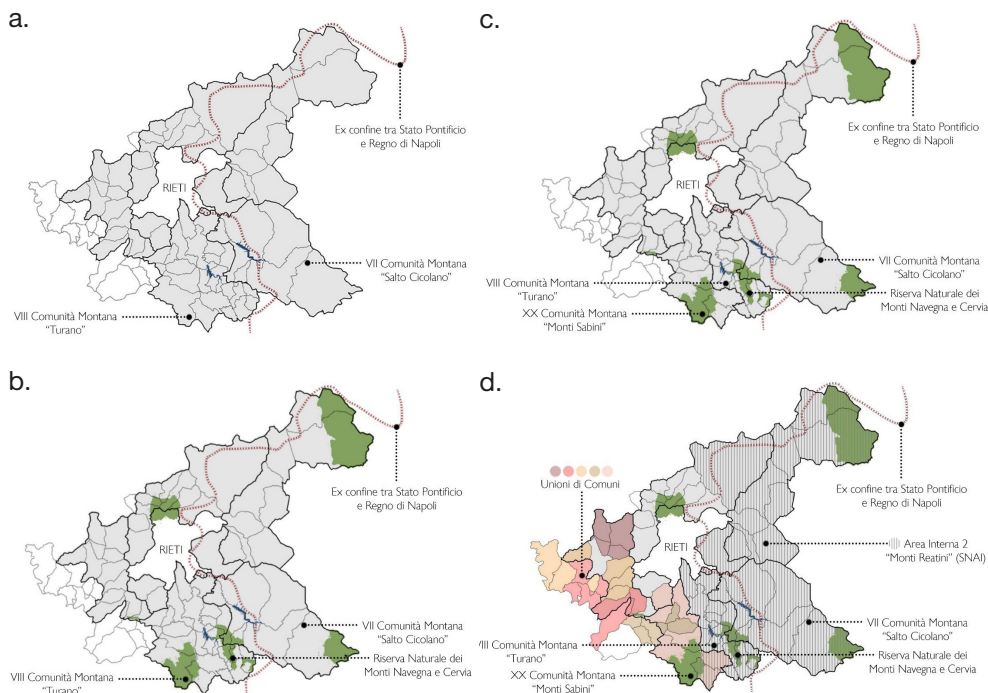 a.
Ex confine tra Stato Pontificio
e Regno di Napoli
RIETI
VII Comunità Montana
"Salto Cicolano"
VIII Comunità Montana
"Turano"
b.
Ex confine tra Stato Pontificio
e Regno di Napoli
RIETI
VII Comunità Montana
"Salto Cicolano"
Riserva Naturale dei
Monti Navegna e Cervia
VIII Comunità Montana
"Turano"
c.
Ex confine tra Stato Pontificio
e Regno di Napoli
RIETI
VII Comunità Montana
"Salto Cicolano"
VIII Comunità Montana
"Turano"
Riserva Naturale dei
Monti Navegna e Cervia
XX Comunità Montana
"Monti Sabini"
d.
Unioni di Comuni
Ex confine tra Stato Pontificio
e Regno di Napoli
RIETI
Area Interna 2
"Monti Reatini" (SNAI)
VII Comunità Montana
"Salto Cicolano"
VIII Comunità Montana
"Turano"
Riserva Naturale dei
Monti Navegna e Cervia
XX Comunità Montana
"Monti Sabini"